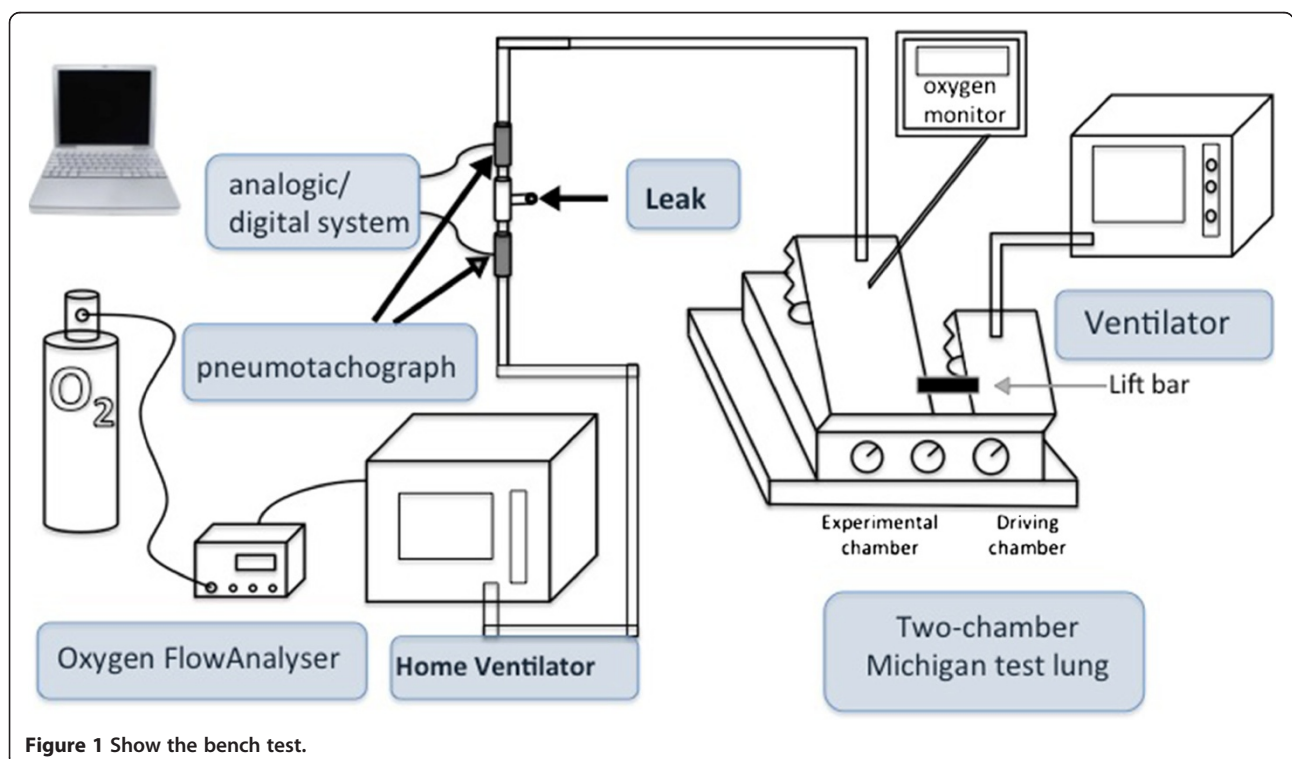 oxygen
monitor
analogic/
digital system
Leak
pneumotachograph
Ventilator
Lift bar
O2
Experimental
chamber
Driving
chamber
Oxygen FlowAnalyser
Home Ventilator
Two-chamber
Michigan test lung
Figure 1 Show the bench test.